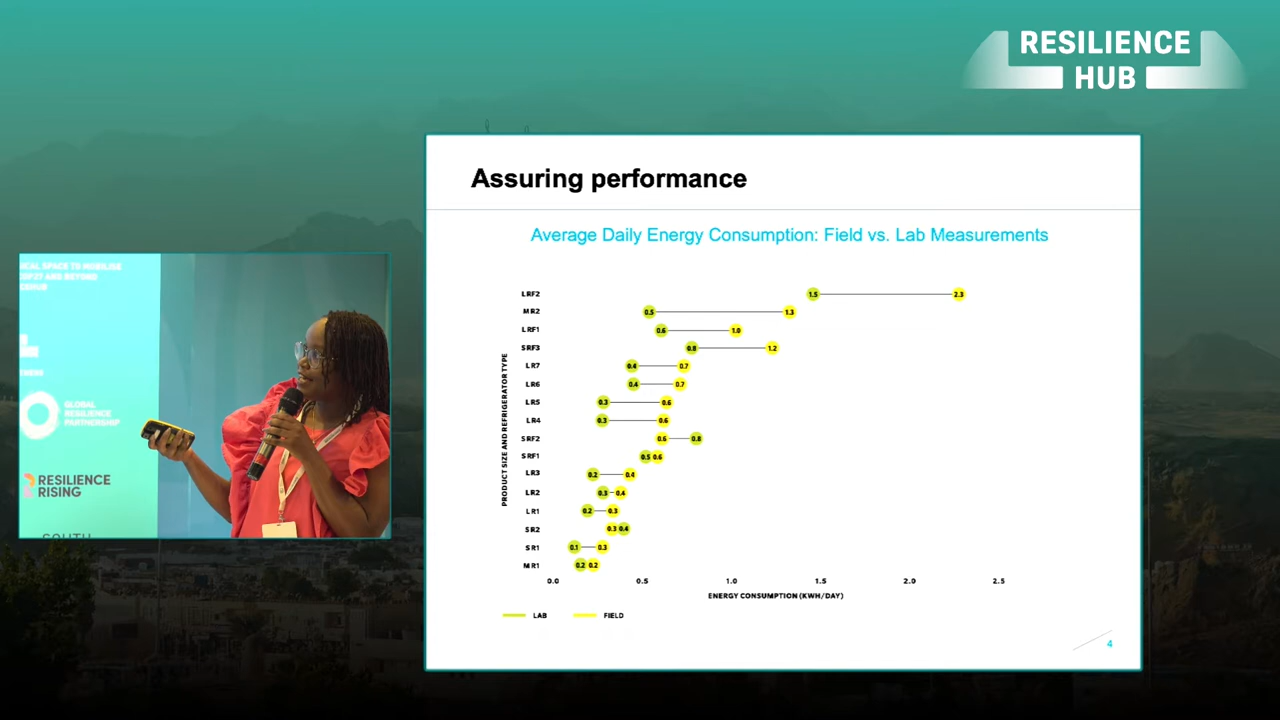 RESILIENCE
HUB
Assuring performance
Average Daily Energy Consumption: Field vs. Lab Measurements
PRODUCT SIZE AND REFRIGERATOR TYPE
LRF2 1.5 2.3
MR2 0.5 1.3
LRF1 0.6 1.0
SRF3 0.8 1.2
LR7 0.4 0.7
LR6 0.4 0.7
LR5 0.3 0.6
LR4 0.3 0.6
SRF2 0.6 0.8
SRF1 0.5 0.6
LR3 0.2 0.4
LR2 0.3 0.4
LR1 0.2 0.3
SR2 0.3 0.4
SR1 0.1 0.3
MR1 0.2 0.2
0.0 0.5 1.0 1.5 2.0 2.5
ENERGY CONSUMPTION (KWH/DAY)
LAB FIELD
4
SPACE TO MOBILISE
AND BEYOND
GLOBAL
RESILIENCE
PARTNERSHIP
RESILIENCE
RISING